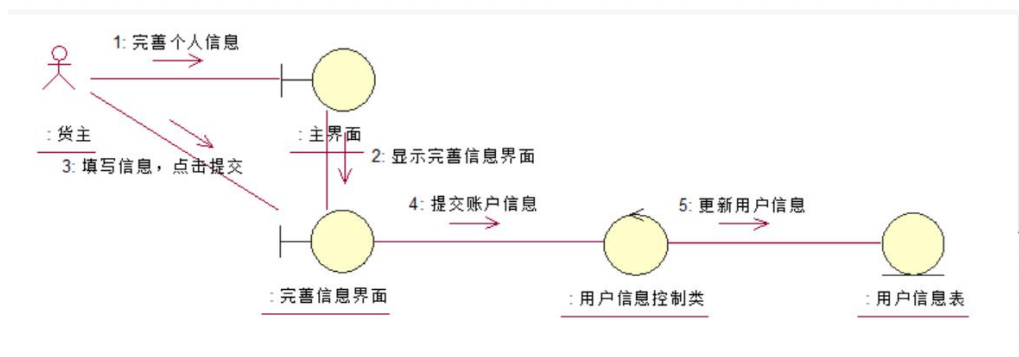 1: 完善个人信息
: 货主
: 主界面
2: 显示完善信息界面
3: 填写信息，点击提交
4: 提交账户信息
5: 更新用户信息
: 完善信息界面
: 用户信息控制类
: 用户信息表